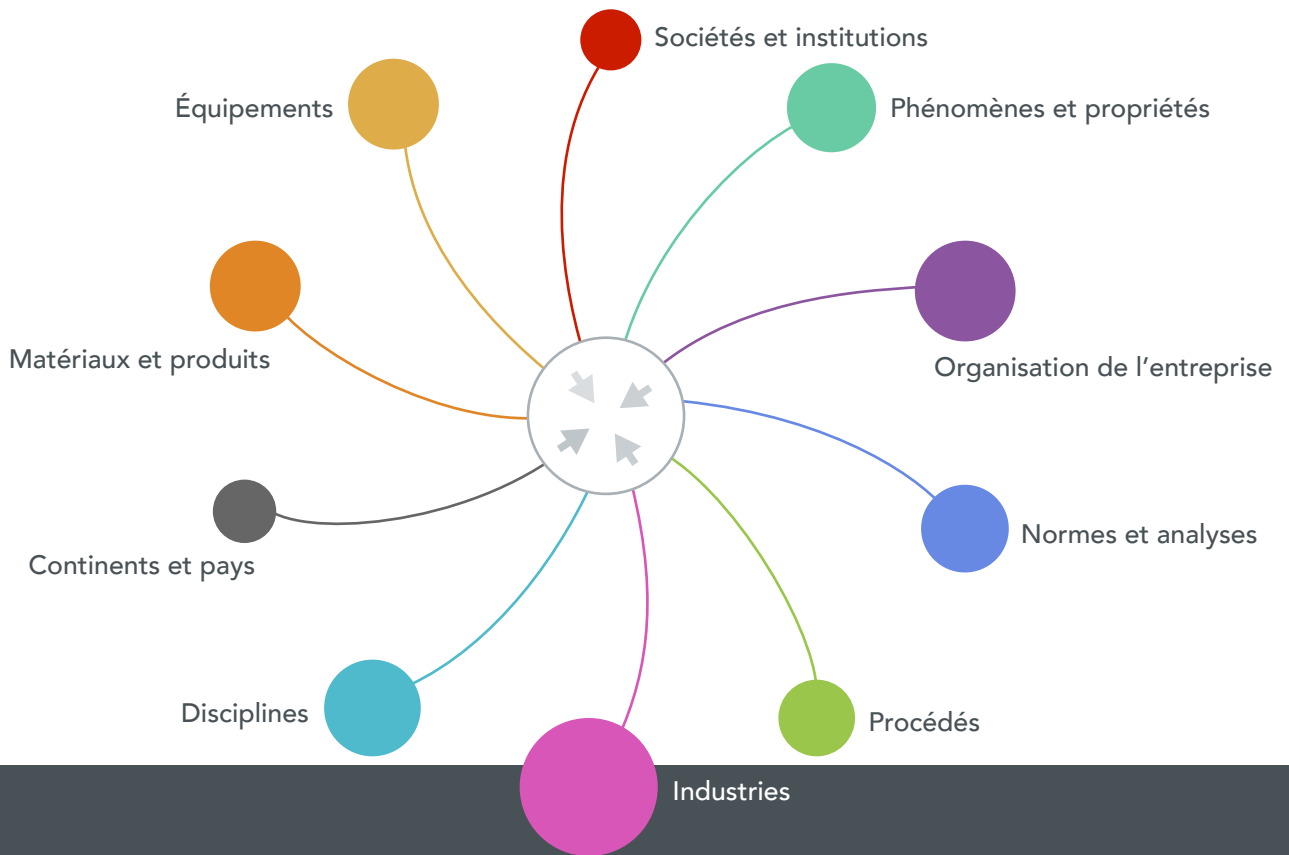 Sociétés et institutions
Équipements
Phénomènes et propriétés
Matériaux et produits
Organisation de l’entreprise
Normes et analyses
Continents et pays
Disciplines
Procédés
Industries